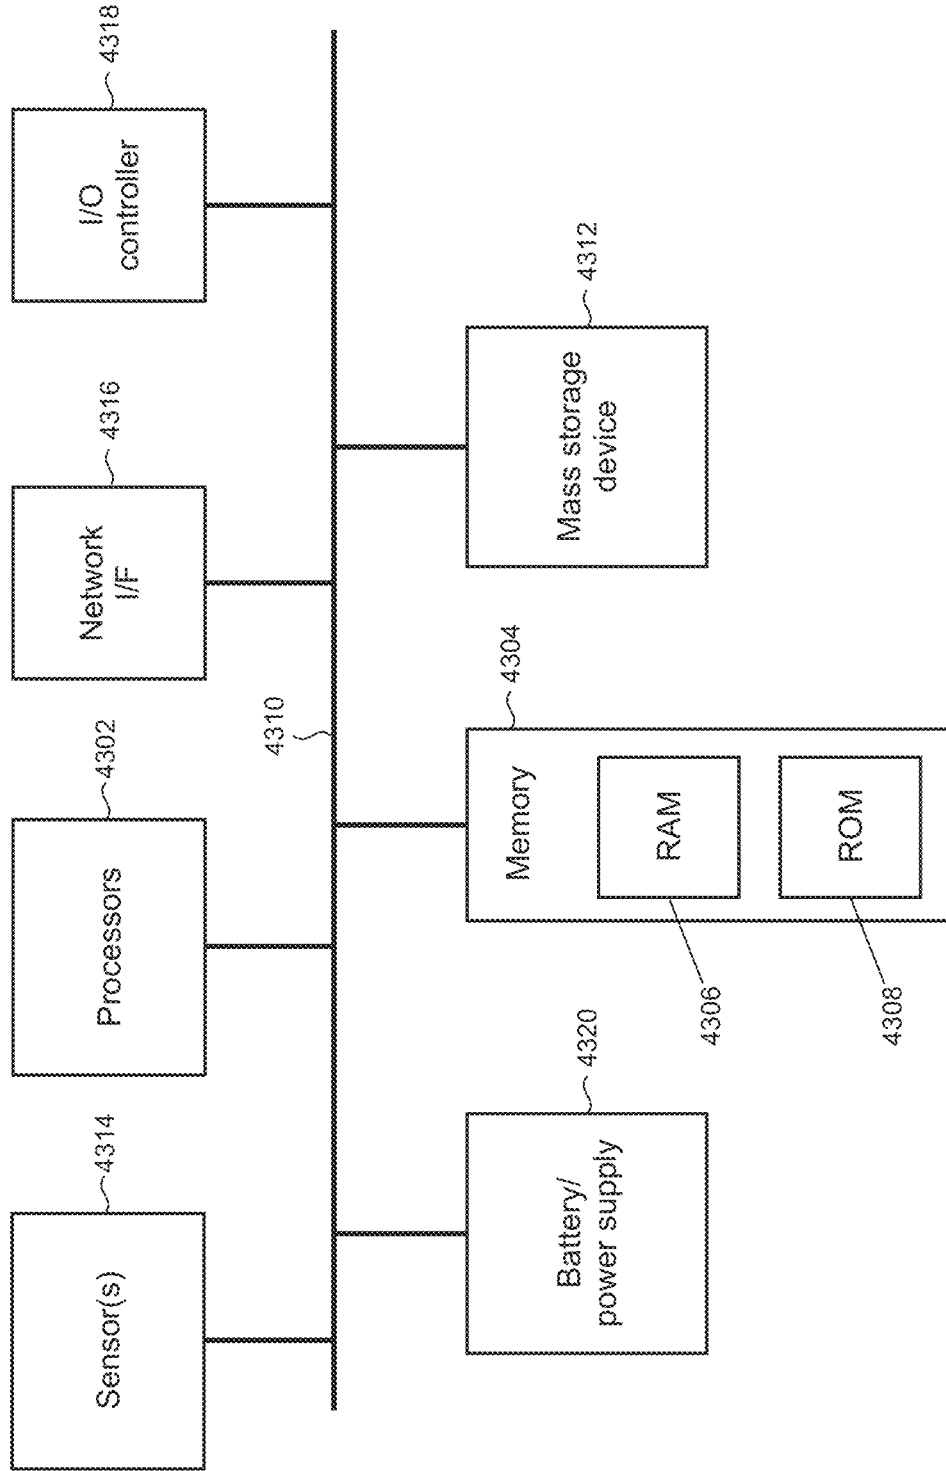 4314
Sensor(s)
4302
Processors
4316
Network
I/F
4318
I/O
controller
4310
4320
Battery/
power supply
4304
Memory
4306
RAM
4308
ROM
4312
Mass storage
device